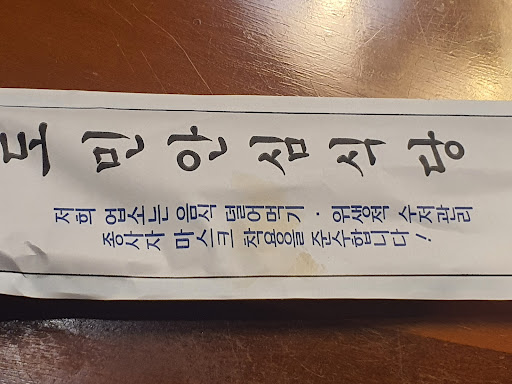 도민안심식당
저희 업소는 음식 덜어먹기 · 위생적 수저관리
종사자 마스크 착용을 준수합니다!